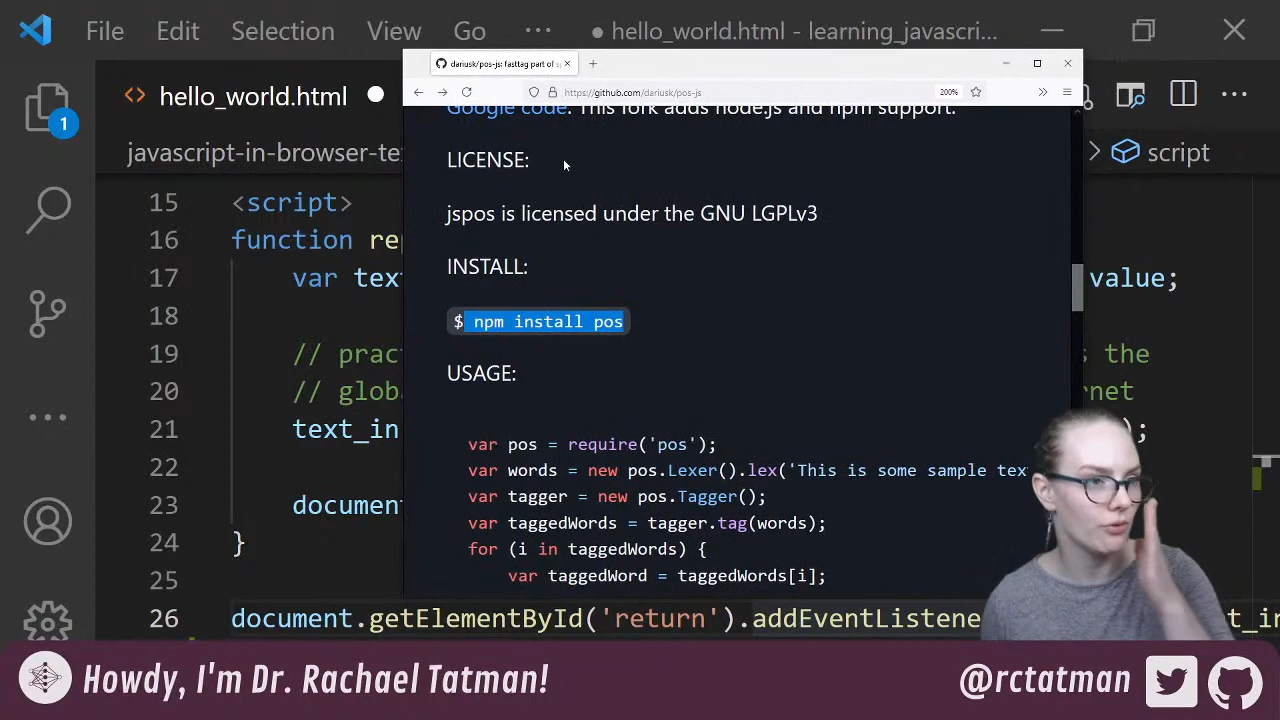 File Edit Selection View Go ··· ● hello_world.html - learning_javascri...
dariusk/pos-js: fasttag part of
hello_world.html
https://github.com/dariusk/pos-js 200%
1
Google code. This fork adds node.js and npm support.
javascript-in-browser-te
script
LICENSE:
15 <script>
jspos is licensed under the GNU LGPLv3
16 function re
INSTALL:
17 var tex value;
18
$ npm install pos
19 // prac s the
USAGE:
20 // globa ernet
21 text_in );
var pos = require('pos');
22
var words = new pos.Lexer().lex('This is some sample tex
var tagger = new pos.Tagger();
23 documen
var taggedWords = tagger.tag(words);
24 }
for (i in taggedWords) {
25
var taggedWord = taggedWords[i];
26 document.getElementById('return').addEventListene t_in
Howdy, I'm Dr. Rachael Tatman!
@rctatman